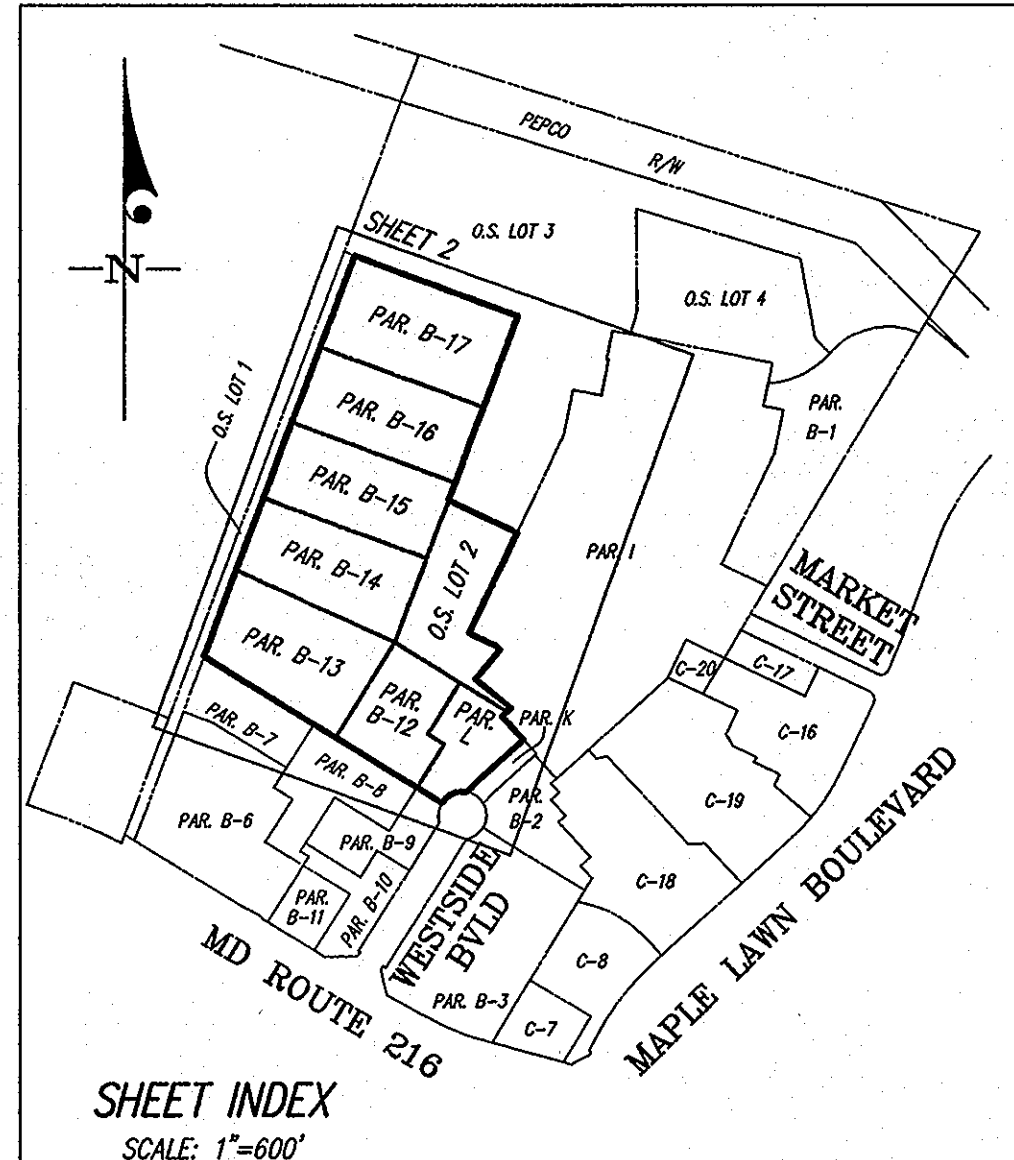 PEPCO
R/W
N
SHEET 2
O.S. LOT 3
O.S. LOT 4
PAR. B-17
O.S. LOT 1
PAR. B-16
PAR.
B-1
PAR. B-15
PAR. I
PAR. B-14
O.S. LOT 2
MARKET
STREET
PAR. B-13
C-20
C-17
PAR.
B-12
PAR.
L
PAR. K
C-16
PAR. B-7
PAR. B-8
C-19
PAR.
B-2
PAR. B-6
PAR. B-9
PAR. B-10
PAR.
B-11
C-18
WESTSIDE
BVLD
C-8
PAR. B-3
C-7
MD ROUTE 216
MAPLE LAWN BOULEVARD
SHEET INDEX
SCALE: 1"=600'